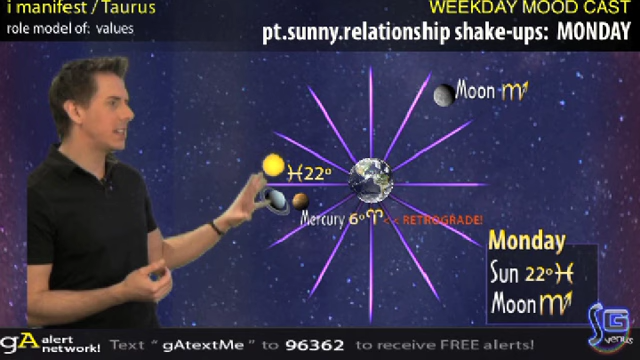 i manifest / Taurus
role model of: values
WEEKDAY MOOD CAST
pt.sunny.relationship shake-ups: MONDAY
Moon ♏
♓22°
Mercury 6°♈<< RETROGRADE!
Monday
Sun 22°♓
Moon♏
SG
venus
gA alert network!
Text "gAtextMe" to 96362 to receive FREE alerts!